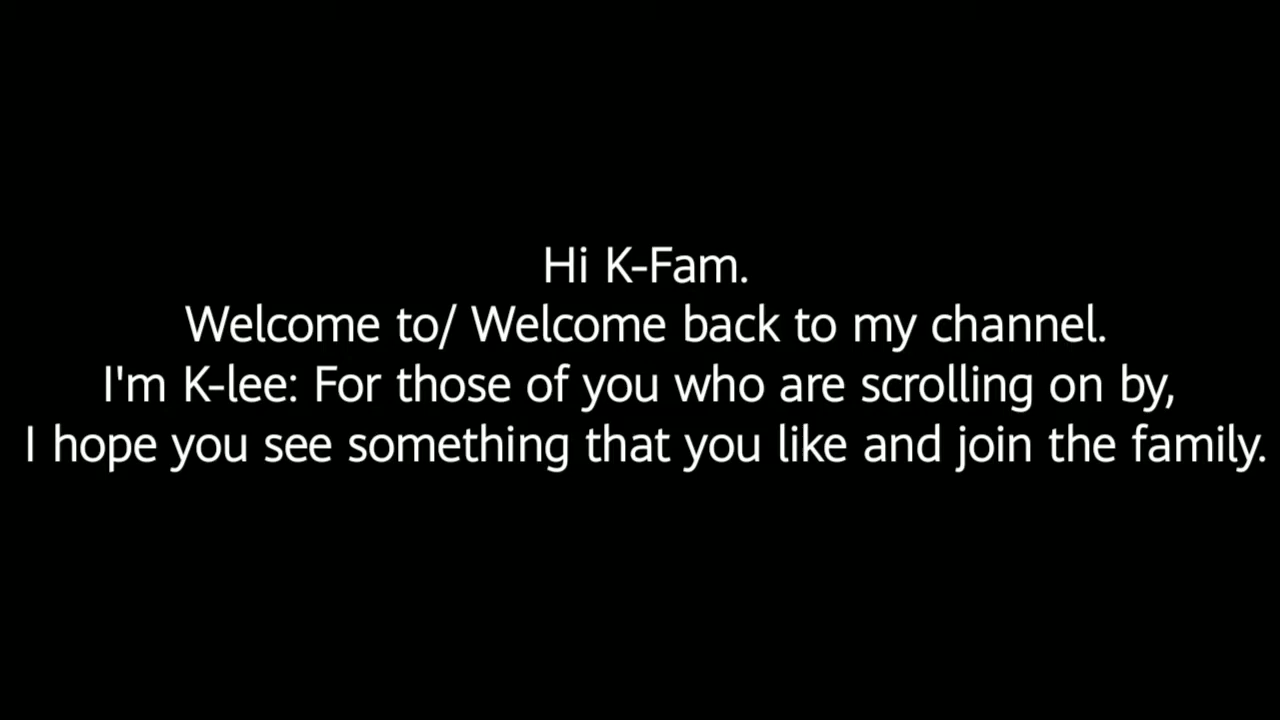 Hi K-Fam.
Welcome to/ Welcome back to my channel.
I'm K-lee: For those of you who are scrolling on by,
I hope you see something that you like and join the family.